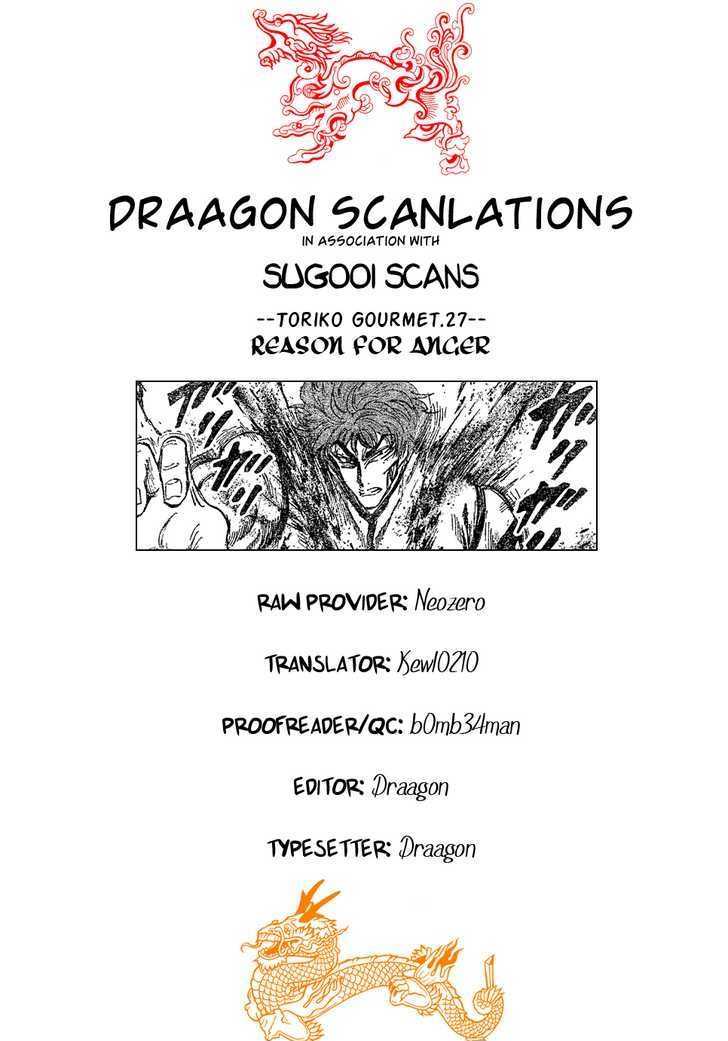 DRAAGON SCANLATIONS
IN ASSOCIATION WITH
SUGOOI SCANS
--TORIKO GOURMET.27--
REASON FOR ANGER
RAW PROVIDER: Neozero
TRANSLATOR: Kewl0210
PROOFREADER/QC: b0mb34man
EDITOR: Draagon
TYPESETTER: Draagon